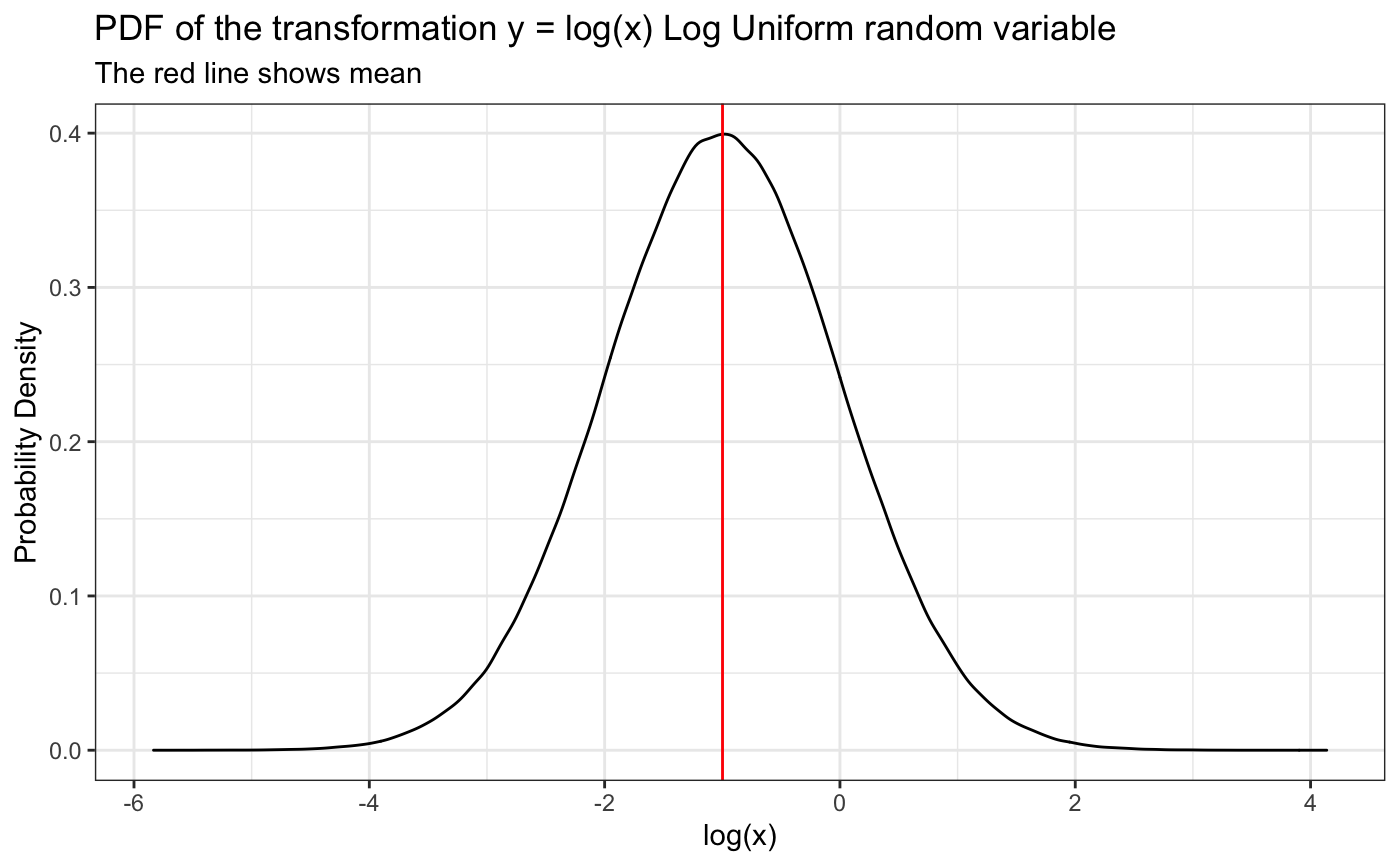 PDF of the transformation y = log(x) Log Uniform random variable
The red line shows mean
0.4
0.3
0.2
0.1
0.0
Probability Density
-6 -4 -2 0 2 4
log(x)